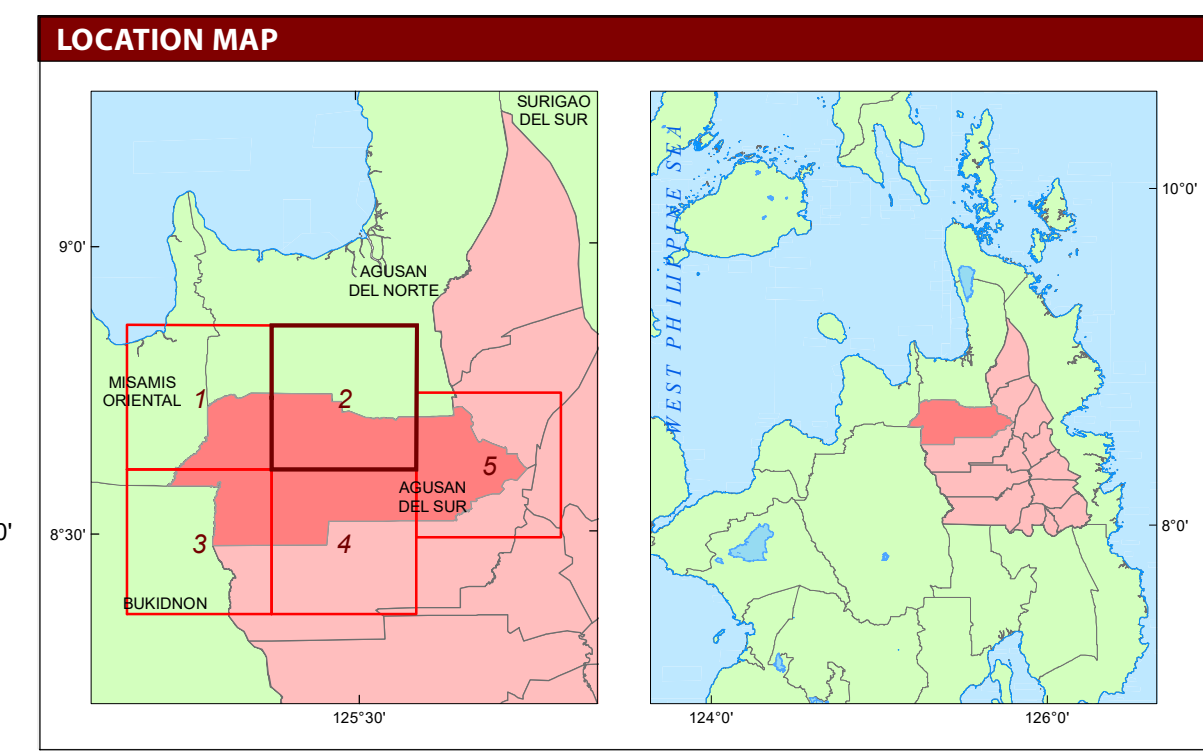 LOCATION MAP
SURIGAO
DEL SUR
9°0'
AGUSAN
DEL NORTE
MISAMIS
ORIENTAL
1
2
5
AGUSAN
DEL SUR
0'
8°30'
3
4
BUKIDNON
125°30'
WEST PHILIPPINE SEA
10°0'
8°0'
124°0'
126°0'